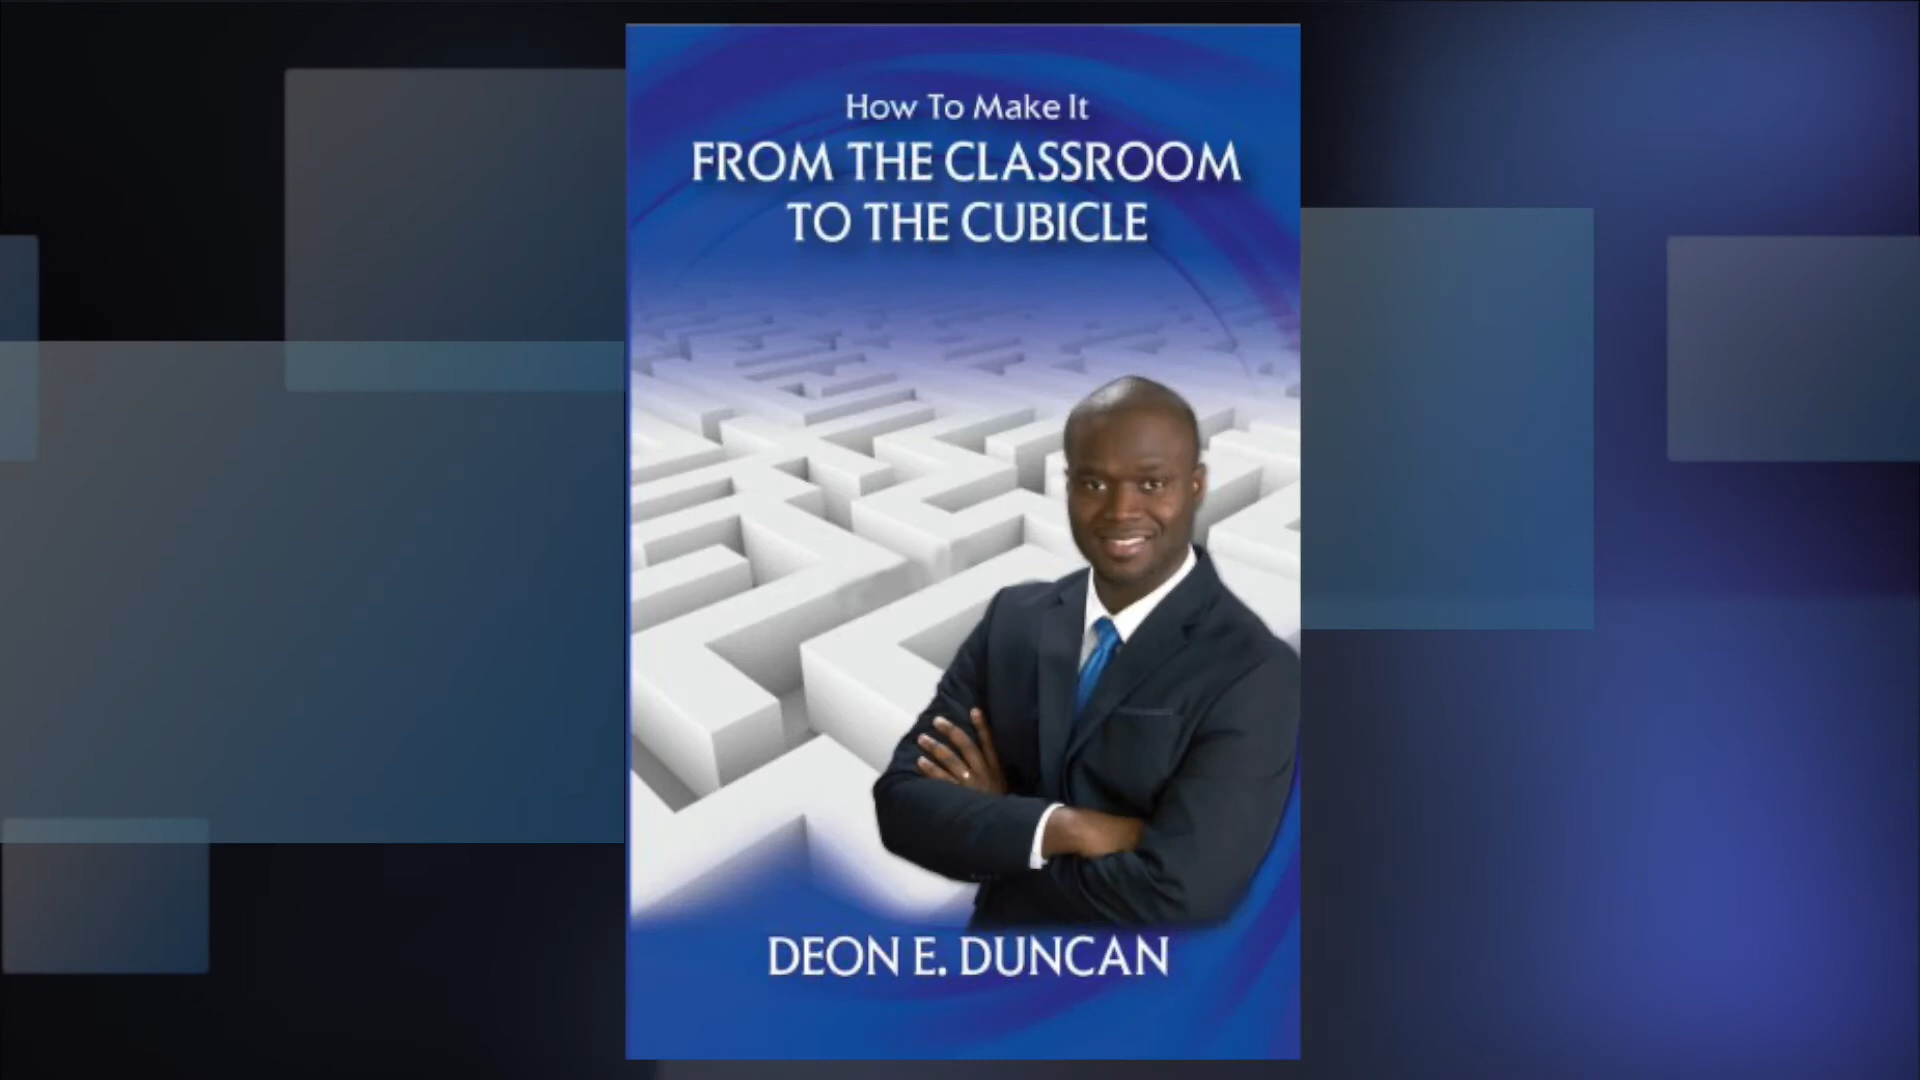 How To Make It
FROM THE CLASSROOM
TO THE CUBICLE
DEON E. DUNCAN